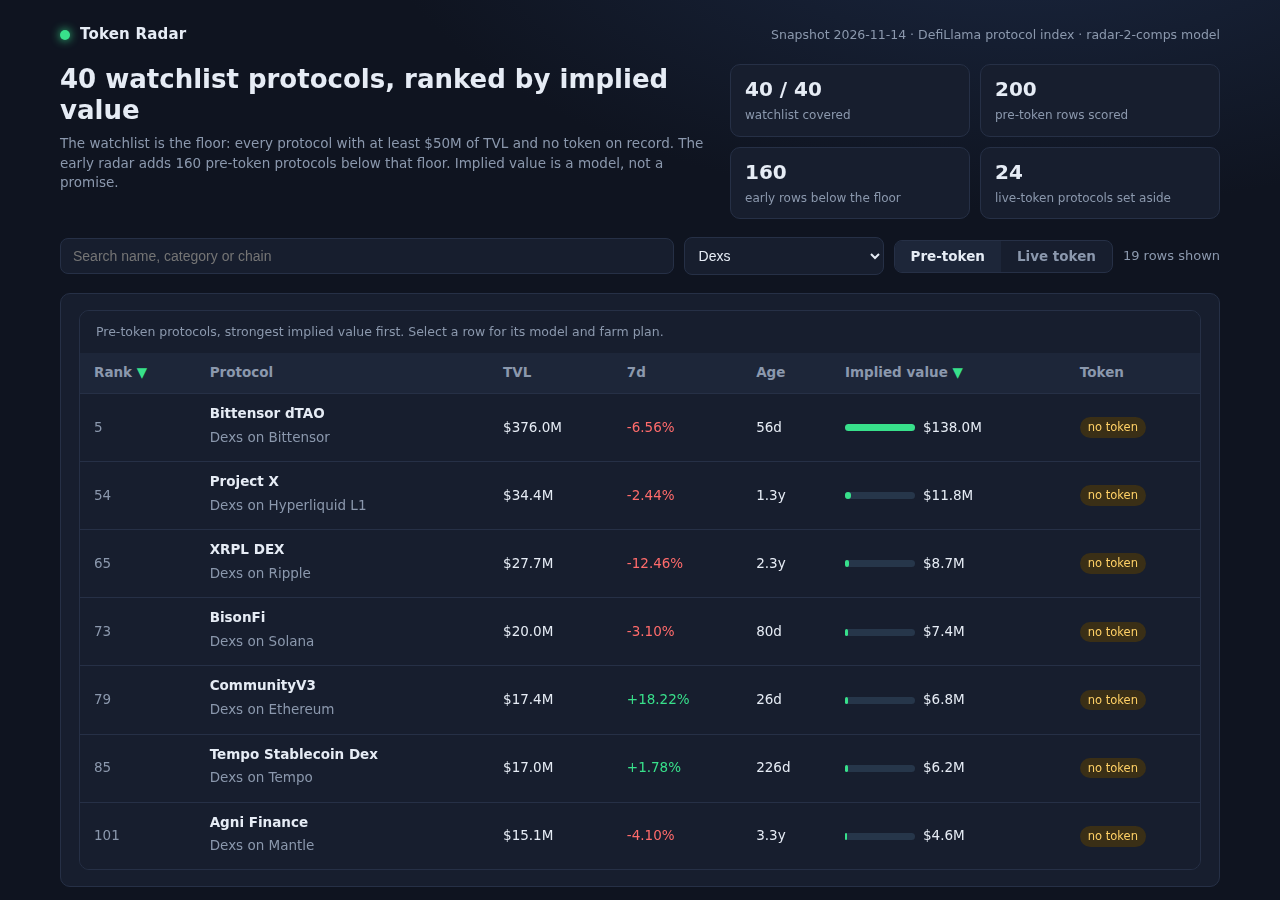 Token Radar
Snapshot 2026-11-14 · DefiLlama protocol index · radar-2-comps model
40 watchlist protocols, ranked by implied
value
The watchlist is the floor: every protocol with at least $50M of TVL and no token on record. The
early radar adds 160 pre-token protocols below that floor. Implied value is a model, not a
promise.
40 / 40
watchlist covered
200
pre-token rows scored
160
early rows below the floor
24
live-token protocols set aside
Search name, category or chain
Dexs
Pre-token
Live token
19 rows shown
Pre-token protocols, strongest implied value first. Select a row for its model and farm plan.
Rank ▼ Protocol TVL 7d Age Implied value ▼ Token
5 Bittensor dTAO $376.0M -6.56% 56d $138.0M no token
Dexs on Bittensor
54 Project X $34.4M -2.44% 1.3y $11.8M no token
Dexs on Hyperliquid L1
65 XRPL DEX $27.7M -12.46% 2.3y $8.7M no token
Dexs on Ripple
73 BisonFi $20.0M -3.10% 80d $7.4M no token
Dexs on Solana
79 CommunityV3 $17.4M +18.22% 26d $6.8M no token
Dexs on Ethereum
85 Tempo Stablecoin Dex $17.0M +1.78% 226d $6.2M no token
Dexs on Tempo
101 Agni Finance $15.1M -4.10% 3.3y $4.6M no token
Dexs on Mantle